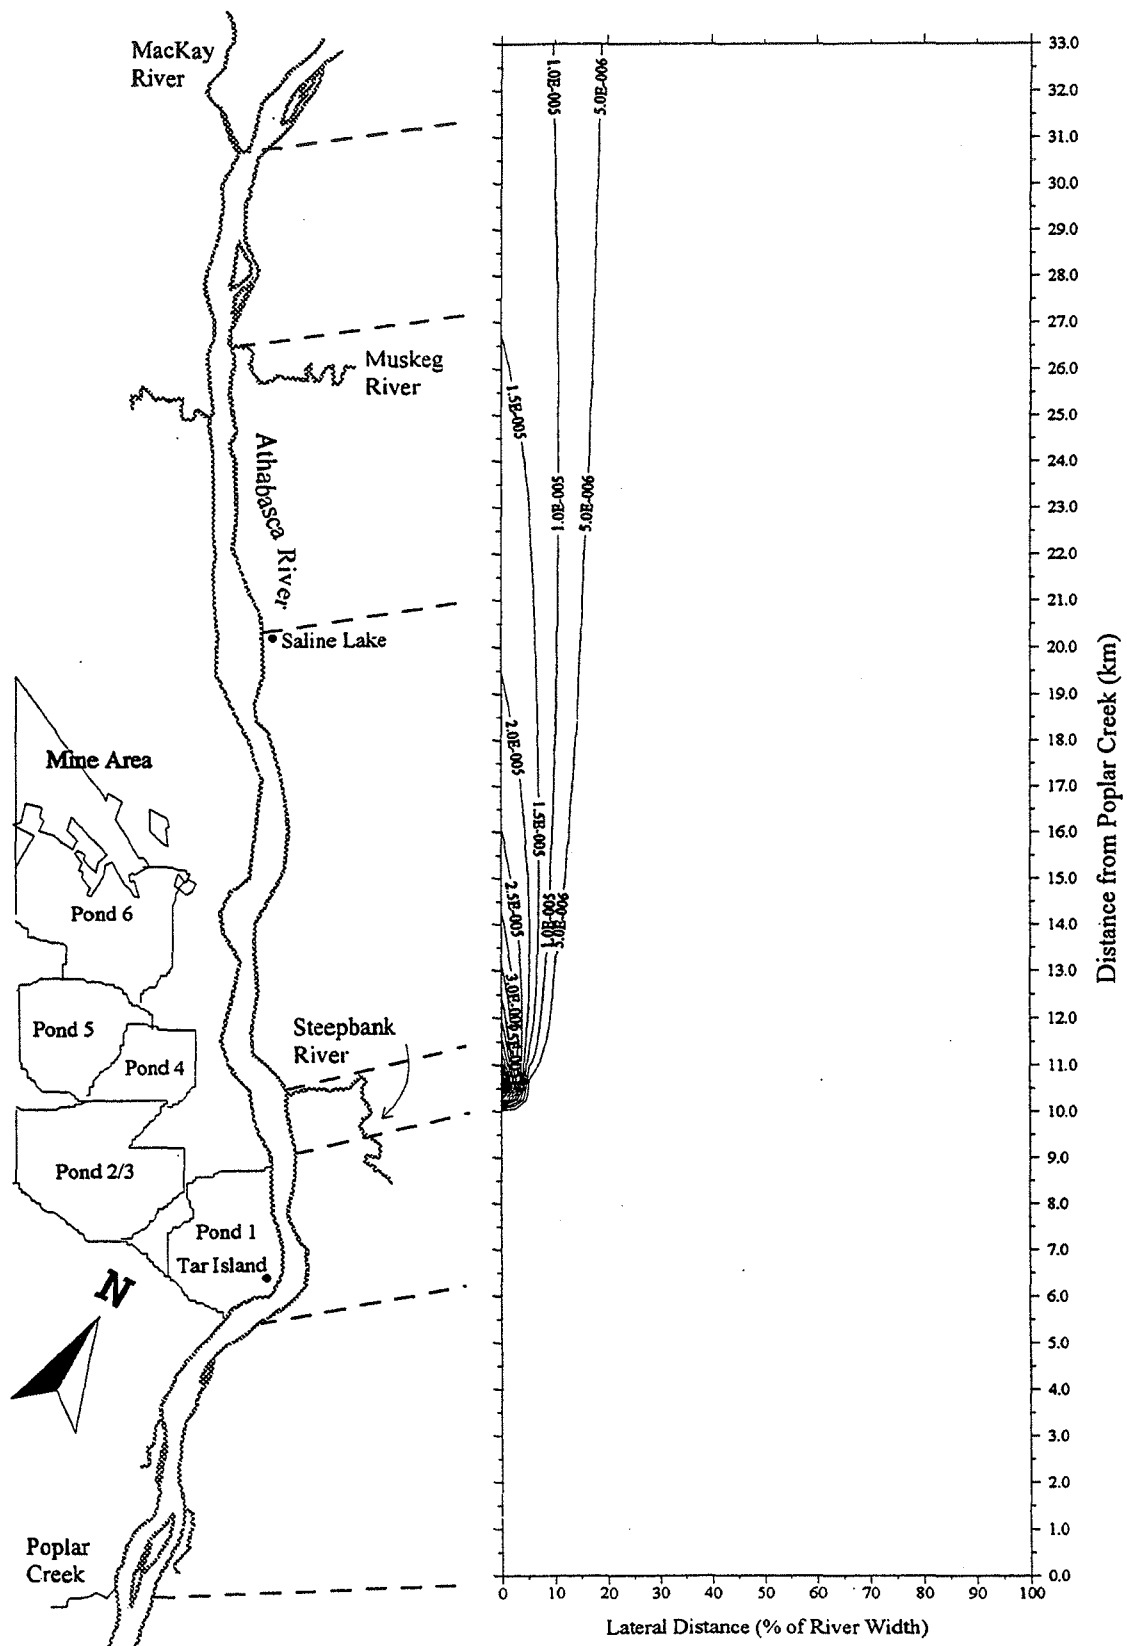 MacKay
River
Muskeg
River
Athabasca River
Saline Lake
Mine Area
Pond 6
Pond 5
Pond 4
Steepbank
River
Pond 2/3
Pond 1
Tar Island
N
Poplar
Creek
1.0E-005
5.0E-006
1.5E-005
1.0E-005
5.0E-006
2.0E-005
1.5E-005
2.5E-005
1.0E-005
5.0E-006
33.0
32.0
31.0
30.0
29.0
28.0
27.0
26.0
25.0
24.0
23.0
22.0
21.0
20.0
19.0
18.0
17.0
16.0
15.0
14.0
13.0
12.0
11.0
10.0
9.0
8.0
7.0
6.0
5.0
4.0
3.0
2.0
1.0
0.0
Distance from Poplar Creek (km)
0 10 20 30 40 50 60 70 80 90 100
Lateral Distance (% of River Width)